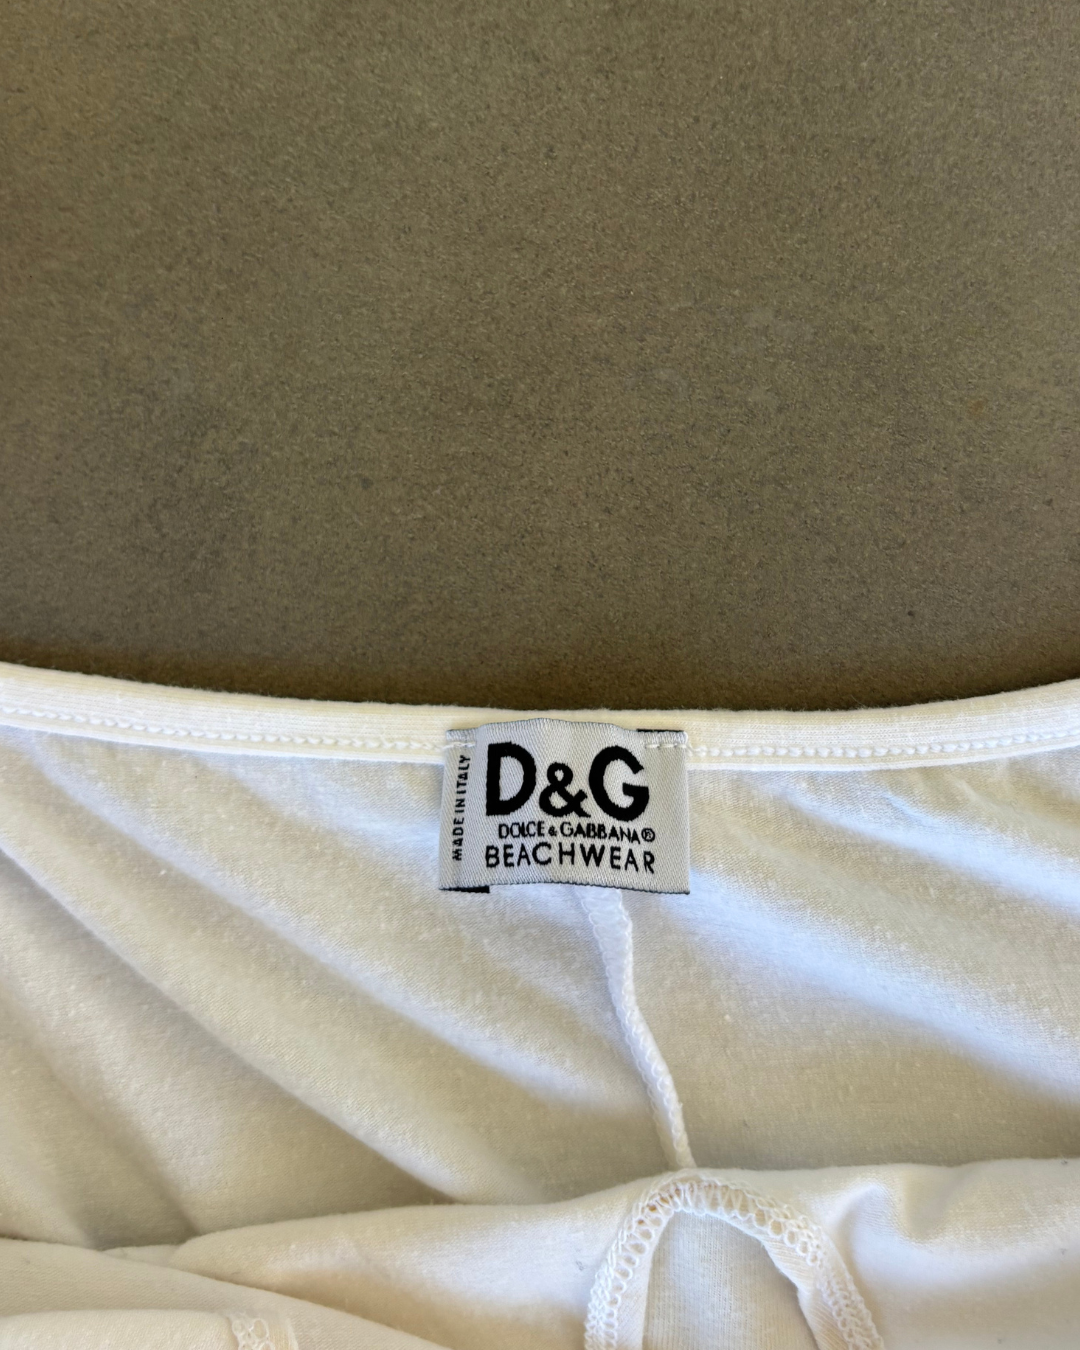 MADE IN ITALY
D&G
DOLCE & GABBANA®
BEACHWEAR